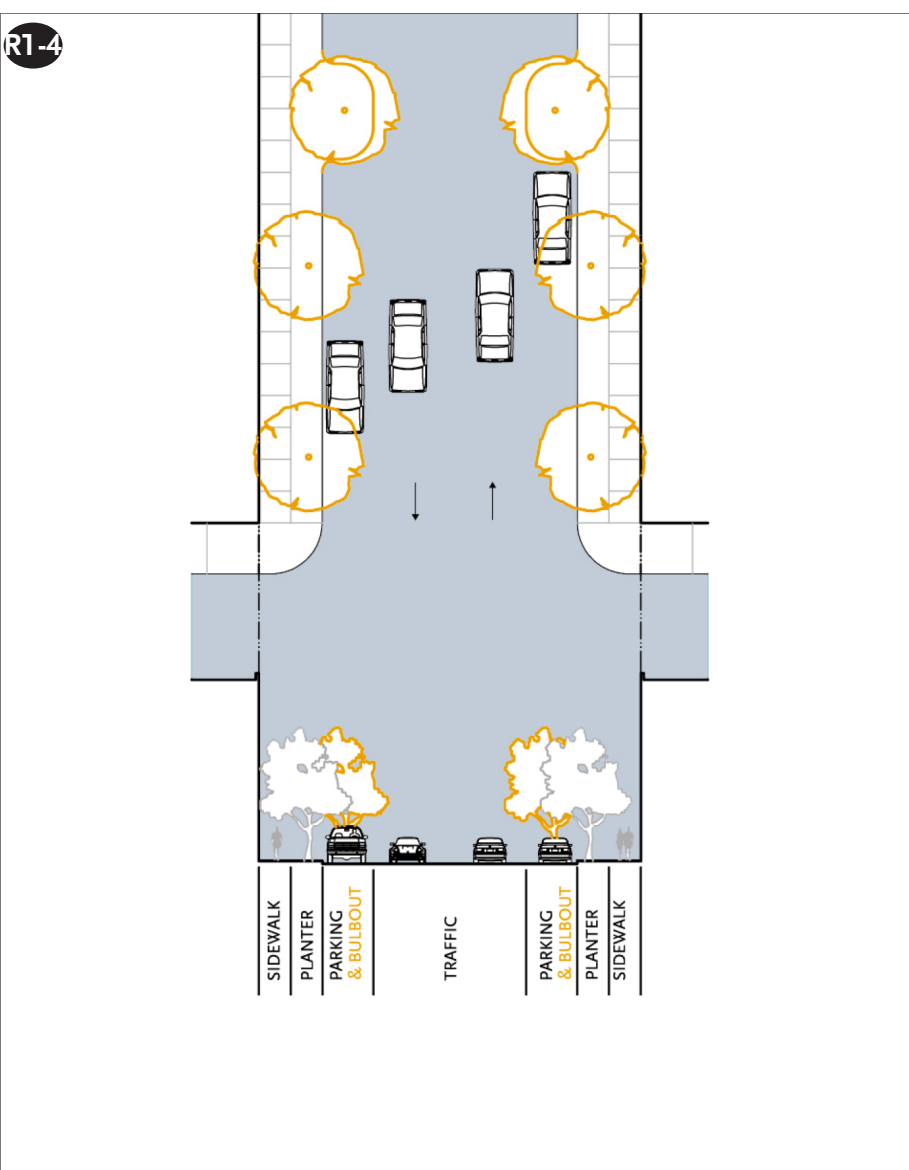 R1-4
SIDEWALK
PLANTER
PARKING
& BULBOUT
TRAFFIC
PARKING
& BULBOUT
PLANTER
SIDEWALK